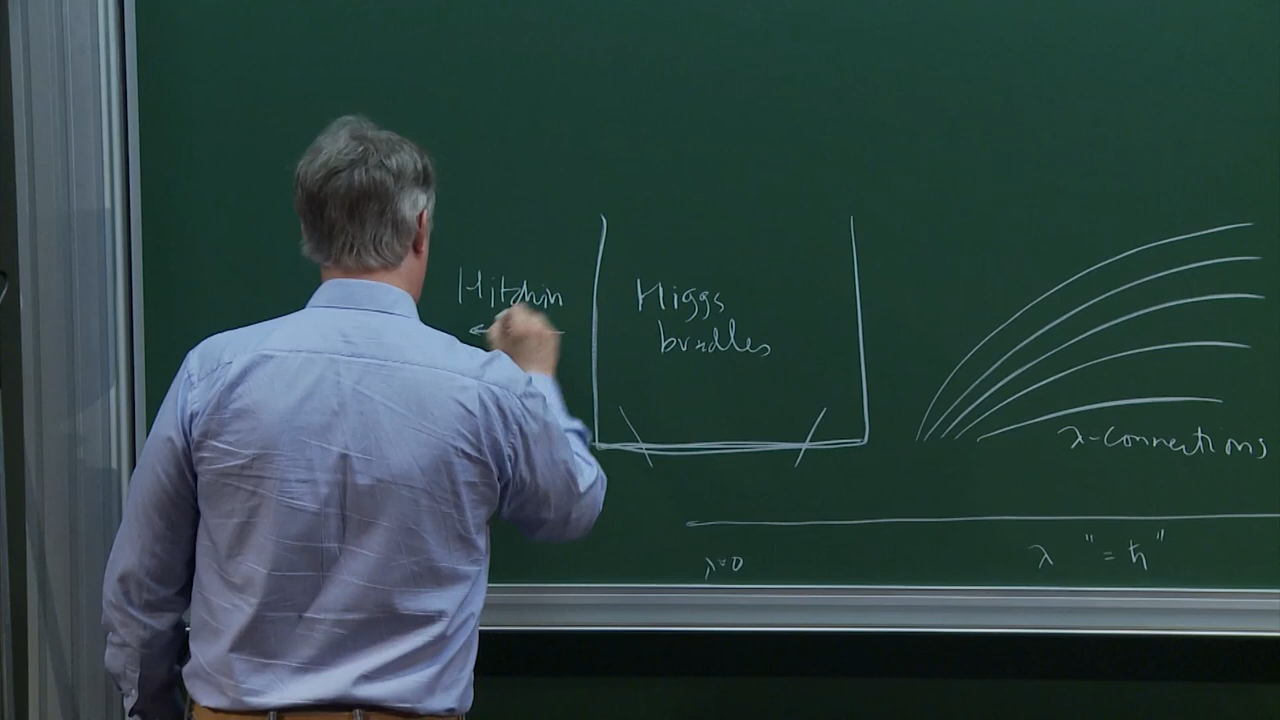 Hitchin
Higgs
bundles
λ-connections
λ=0
λ "=ħ"